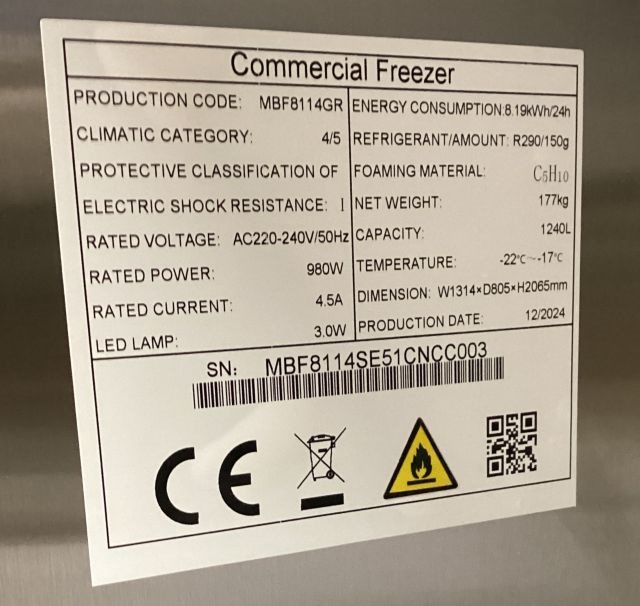 Commercial Freezer
PRODUCTION CODE: MBF8114GR
CLIMATIC CATEGORY: 4/5
PROTECTIVE CLASSIFICATION OF
ELECTRIC SHOCK RESISTANCE: I
RATED VOLTAGE: AC220-240V/50Hz
RATED POWER: 980W
RATED CURRENT: 4.5A
LED LAMP: 3.0W
ENERGY CONSUMPTION:8.19kWh/24h
REFRIGERANT/AMOUNT: R290/150g
FOAMING MATERIAL: C5H10
NET WEIGHT: 177kg
CAPACITY: 1240L
TEMPERATURE: -22℃~-17℃
DIMENSION: W1314×D805×H2065mm
PRODUCTION DATE: 12/2024
SN: MBF8114SE51CNCC003
CE